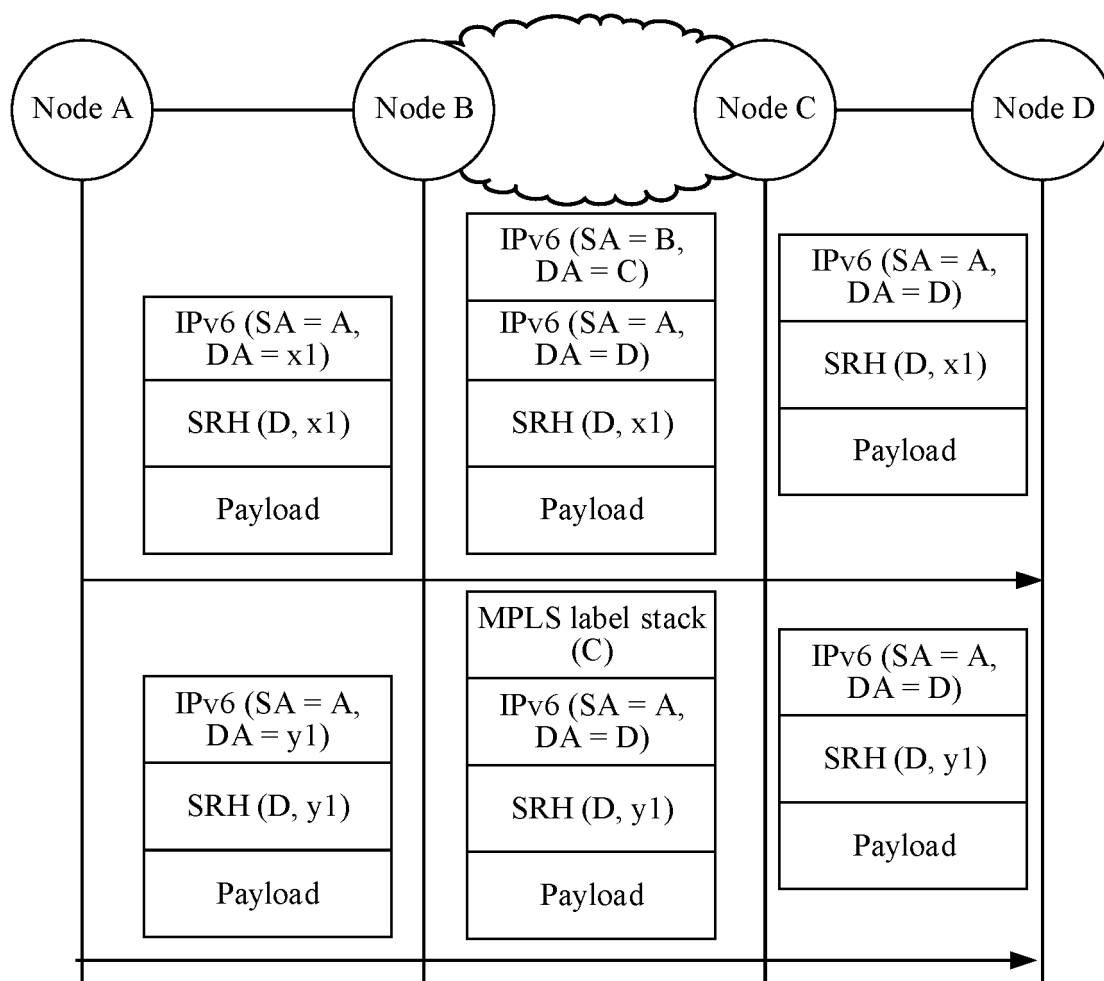 Node A
Node B
Node C
Node D
IPv6 (SA = A,
DA = x1)
SRH (D, x1)
Payload
IPv6 (SA = B,
DA = C)
IPv6 (SA = A,
DA = D)
SRH (D, x1)
Payload
IPv6 (SA = A,
DA = D)
SRH (D, x1)
Payload
IPv6 (SA = A,
DA = y1)
SRH (D, y1)
Payload
MPLS label stack
(C)
IPv6 (SA = A,
DA = D)
SRH (D, y1)
Payload
IPv6 (SA = A,
DA = D)
SRH (D, y1)
Payload